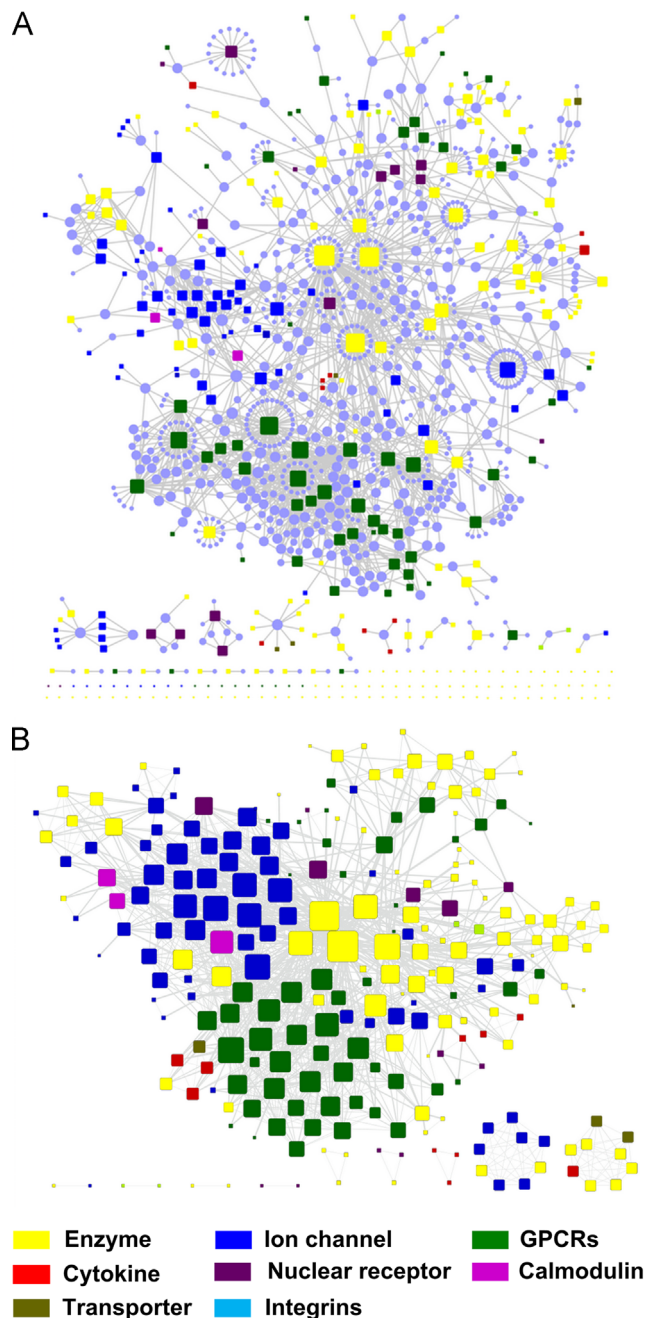 A
B
Enzyme Ion channel GPCRs
Cytokine Nuclear receptor Calmodulin
Transporter Integrins